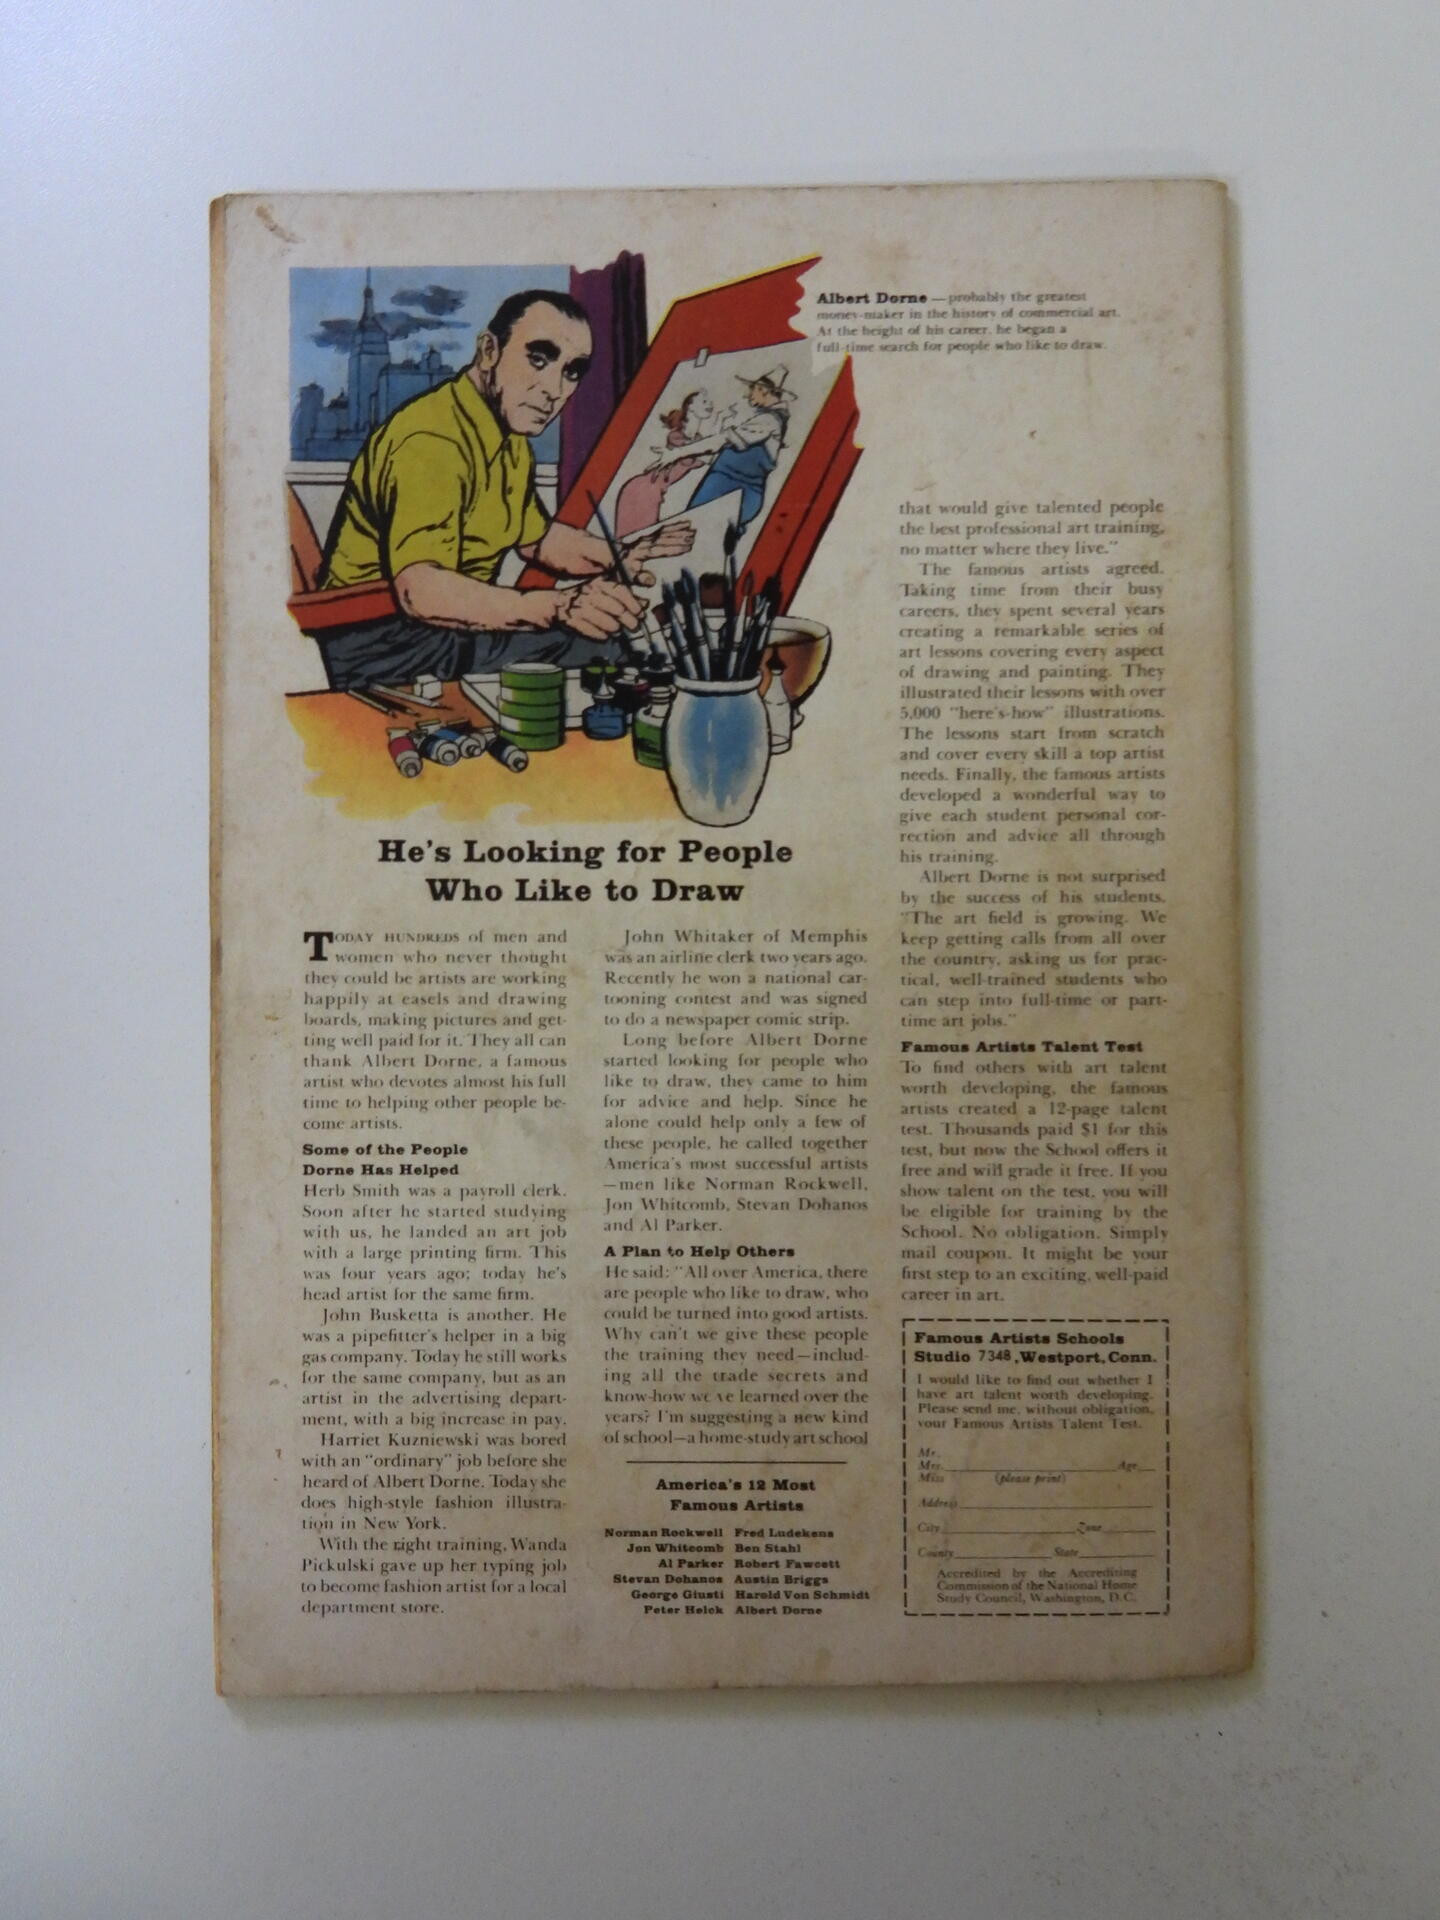 Albert Dorne — probably the greatest
money-maker in the history of commercial art.
At the height of his career, he began a
full-time search for people who like to draw.
He's Looking for People
Who Like to Draw
TODAY HUNDREDS of men and
women who never thought
they could be artists are working
happily at easels and drawing
boards, making pictures and get-
ting well paid for it. They all can
thank Albert Dorne, a famous
artist who devotes almost his full
time to helping other people be-
come artists.
Some of the People
Dorne Has Helped
Herb Smith was a payroll clerk.
Soon after he started studying
with us, he landed an art job
with a large printing firm. This
was four years ago; today he's
head artist for the same firm.
John Busketta is another. He
was a pipefitter's helper in a big
gas company. Today he still works
for the same company, but as an
artist in the advertising depart-
ment, with a big increase in pay.
Harriet Kuzniewski was bored
with an "ordinary" job before she
heard of Albert Dorne. Today she
does high-style fashion illustra-
tion in New York.
With the right training, Wanda
Pickulski gave up her typing job
to become fashion artist for a local
department store.
John Whitaker of Memphis
was an airline clerk two years ago.
Recently he won a national car-
tooning contest and was signed
to do a newspaper comic strip.
Long before Albert Dorne
started looking for people who
like to draw, they came to him
for advice and help. Since he
alone could help only a few of
these people, he called together
America's most successful artists
—men like Norman Rockwell,
Jon Whitcomb, Stevan Dohanos
and Al Parker.
A Plan to Help Others
He said: "All over America, there
are people who like to draw, who
could be turned into good artists.
Why can't we give these people
the training they need—includ-
ing all the trade secrets and
know-how we've learned over the
years? I'm suggesting a new kind
of school—a home-study art school
America's 12 Most
Famous Artists
Norman Rockwell Fred Ludekens
Jon Whitcomb Ben Stahl
Al Parker Robert Fawcett
Stevan Dohanos Austin Briggs
George Giusti Harold Von Schmidt
Peter Helck Albert Dorne
that would give talented people
the best professional art training,
no matter where they live."
The famous artists agreed.
Taking time from their busy
careers, they spent several years
creating a remarkable series of
art lessons covering every aspect
of drawing and painting. They
illustrated their lessons with over
5,000 "here's-how" illustrations.
The lessons start from scratch
and cover every skill a top artist
needs. Finally, the famous artists
developed a wonderful way to
give each student personal cor-
rection and advice all through
his training.
Albert Dorne is not surprised
by the success of his students.
"The art field is growing. We
keep getting calls from all over
the country, asking us for prac-
tical, well-trained students who
can step into full-time or part-
time art jobs."
Famous Artists Talent Test
To find others with art talent
worth developing, the famous
artists created a 12-page talent
test. Thousands paid $1 for this
test, but now the School offers it
free and will grade it free. If you
show talent on the test, you will
be eligible for training by the
School. No obligation. Simply
mail coupon. It might be your
first step to an exciting, well-paid
career in art.
Famous Artists Schools
Studio 7348, Westport, Conn.
I would like to find out whether I
have art talent worth developing.
Please send me, without obligation,
your Famous Artists Talent Test.
Mr.
Mrs. Age
Miss (please print)
Address
City Zone
County State
Accredited by the Accrediting
Commission of the National Home
Study Council, Washington, D.C.